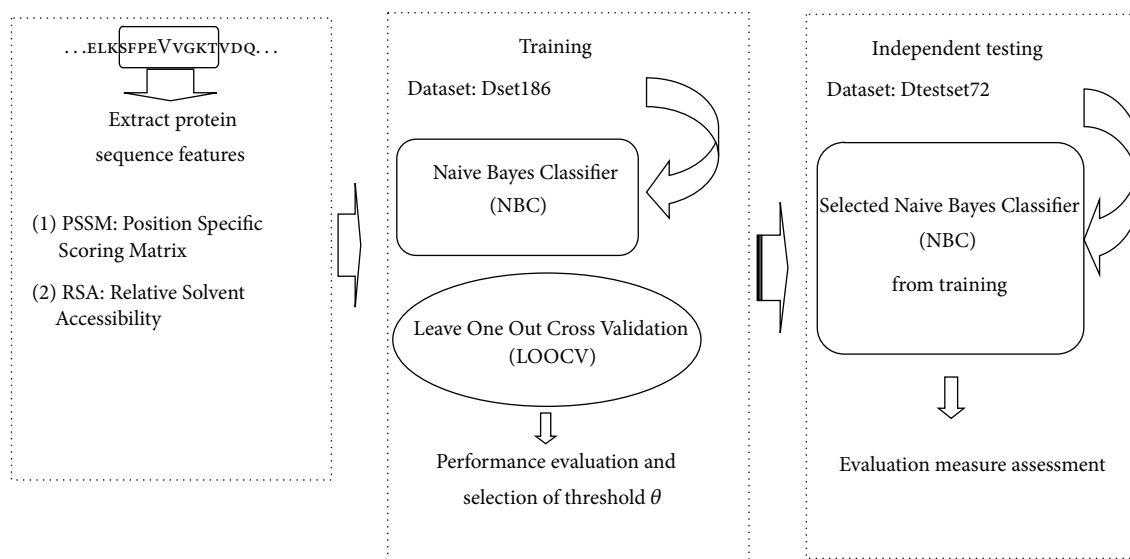 ...ELKSFPEVVGKTVDQ...
Extract protein
sequence features
(1) PSSM: Position Specific
Scoring Matrix
(2) RSA: Relative Solvent
Accessibility
Training
Dataset: Dset186
Naive Bayes Classifier
(NBC)
Leave One Out Cross Validation
(LOOCV)
Performance evaluation and
selection of threshold θ
Independent testing
Dataset: Dtestset72
Selected Naive Bayes Classifier
(NBC)
from training
Evaluation measure assessment